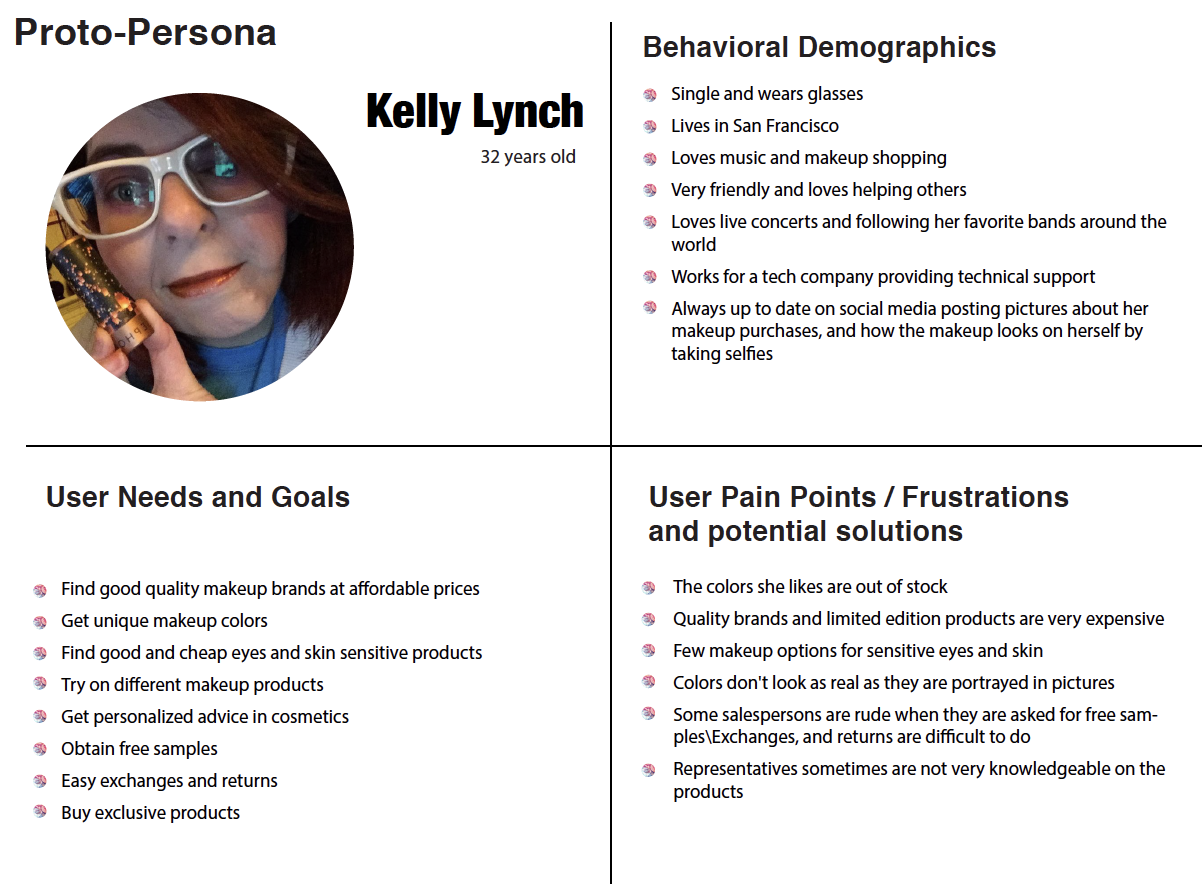 Proto-Persona
Kelly Lynch
32 years old
Behavioral Demographics
Single and wears glasses
Lives in San Francisco
Loves music and makeup shopping
Very friendly and loves helping others
Loves live concerts and following her favorite bands around the
world
Works for a tech company providing technical support
Always up to date on social media posting pictures about her
makeup purchases, and how the makeup looks on herself by
taking selfies
User Needs and Goals
Find good quality makeup brands at affordable prices
Get unique makeup colors
Find good and cheap eyes and skin sensitive products
Try on different makeup products
Get personalized advice in cosmetics
Obtain free samples
Easy exchanges and returns
Buy exclusive products
User Pain Points / Frustrations
and potential solutions
The colors she likes are out of stock
Quality brands and limited edition products are very expensive
Few makeup options for sensitive eyes and skin
Colors don't look as real as they are portrayed in pictures
Some salespersons are rude when they are asked for free sam-
ples\Exchanges, and returns are difficult to do
Representatives sometimes are not very knowledgeable on the
products